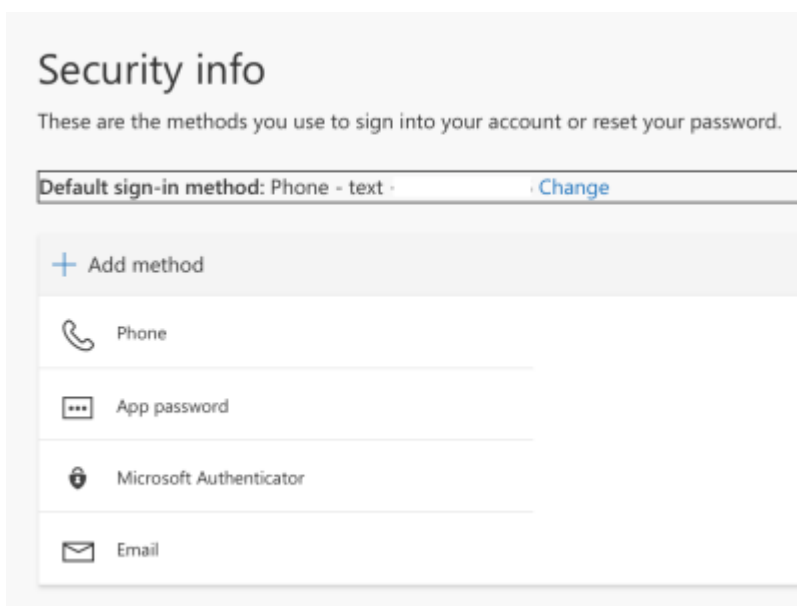 Security info
These are the methods you use to sign into your account or reset your password.
Default sign-in method: Phone - text - Change
+ Add method
Phone
App password
Microsoft Authenticator
Email